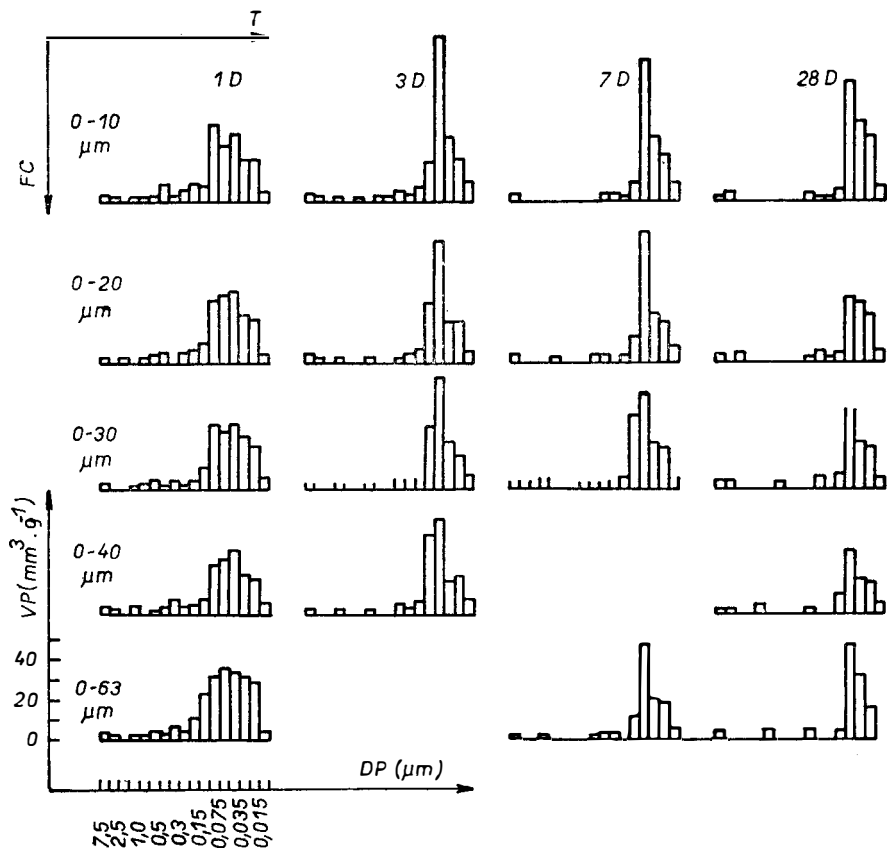 T
1 D
3 D
7 D
28 D
FC
0-10
µm
0-20
µm
0-30
µm
0-40
µm
0-63
µm
VP(mm³.g⁻¹)
40
20
0
DP (µm)
7,5
2,5
1,0
0,5
0,3
0,15
0,075
0,035
0,015